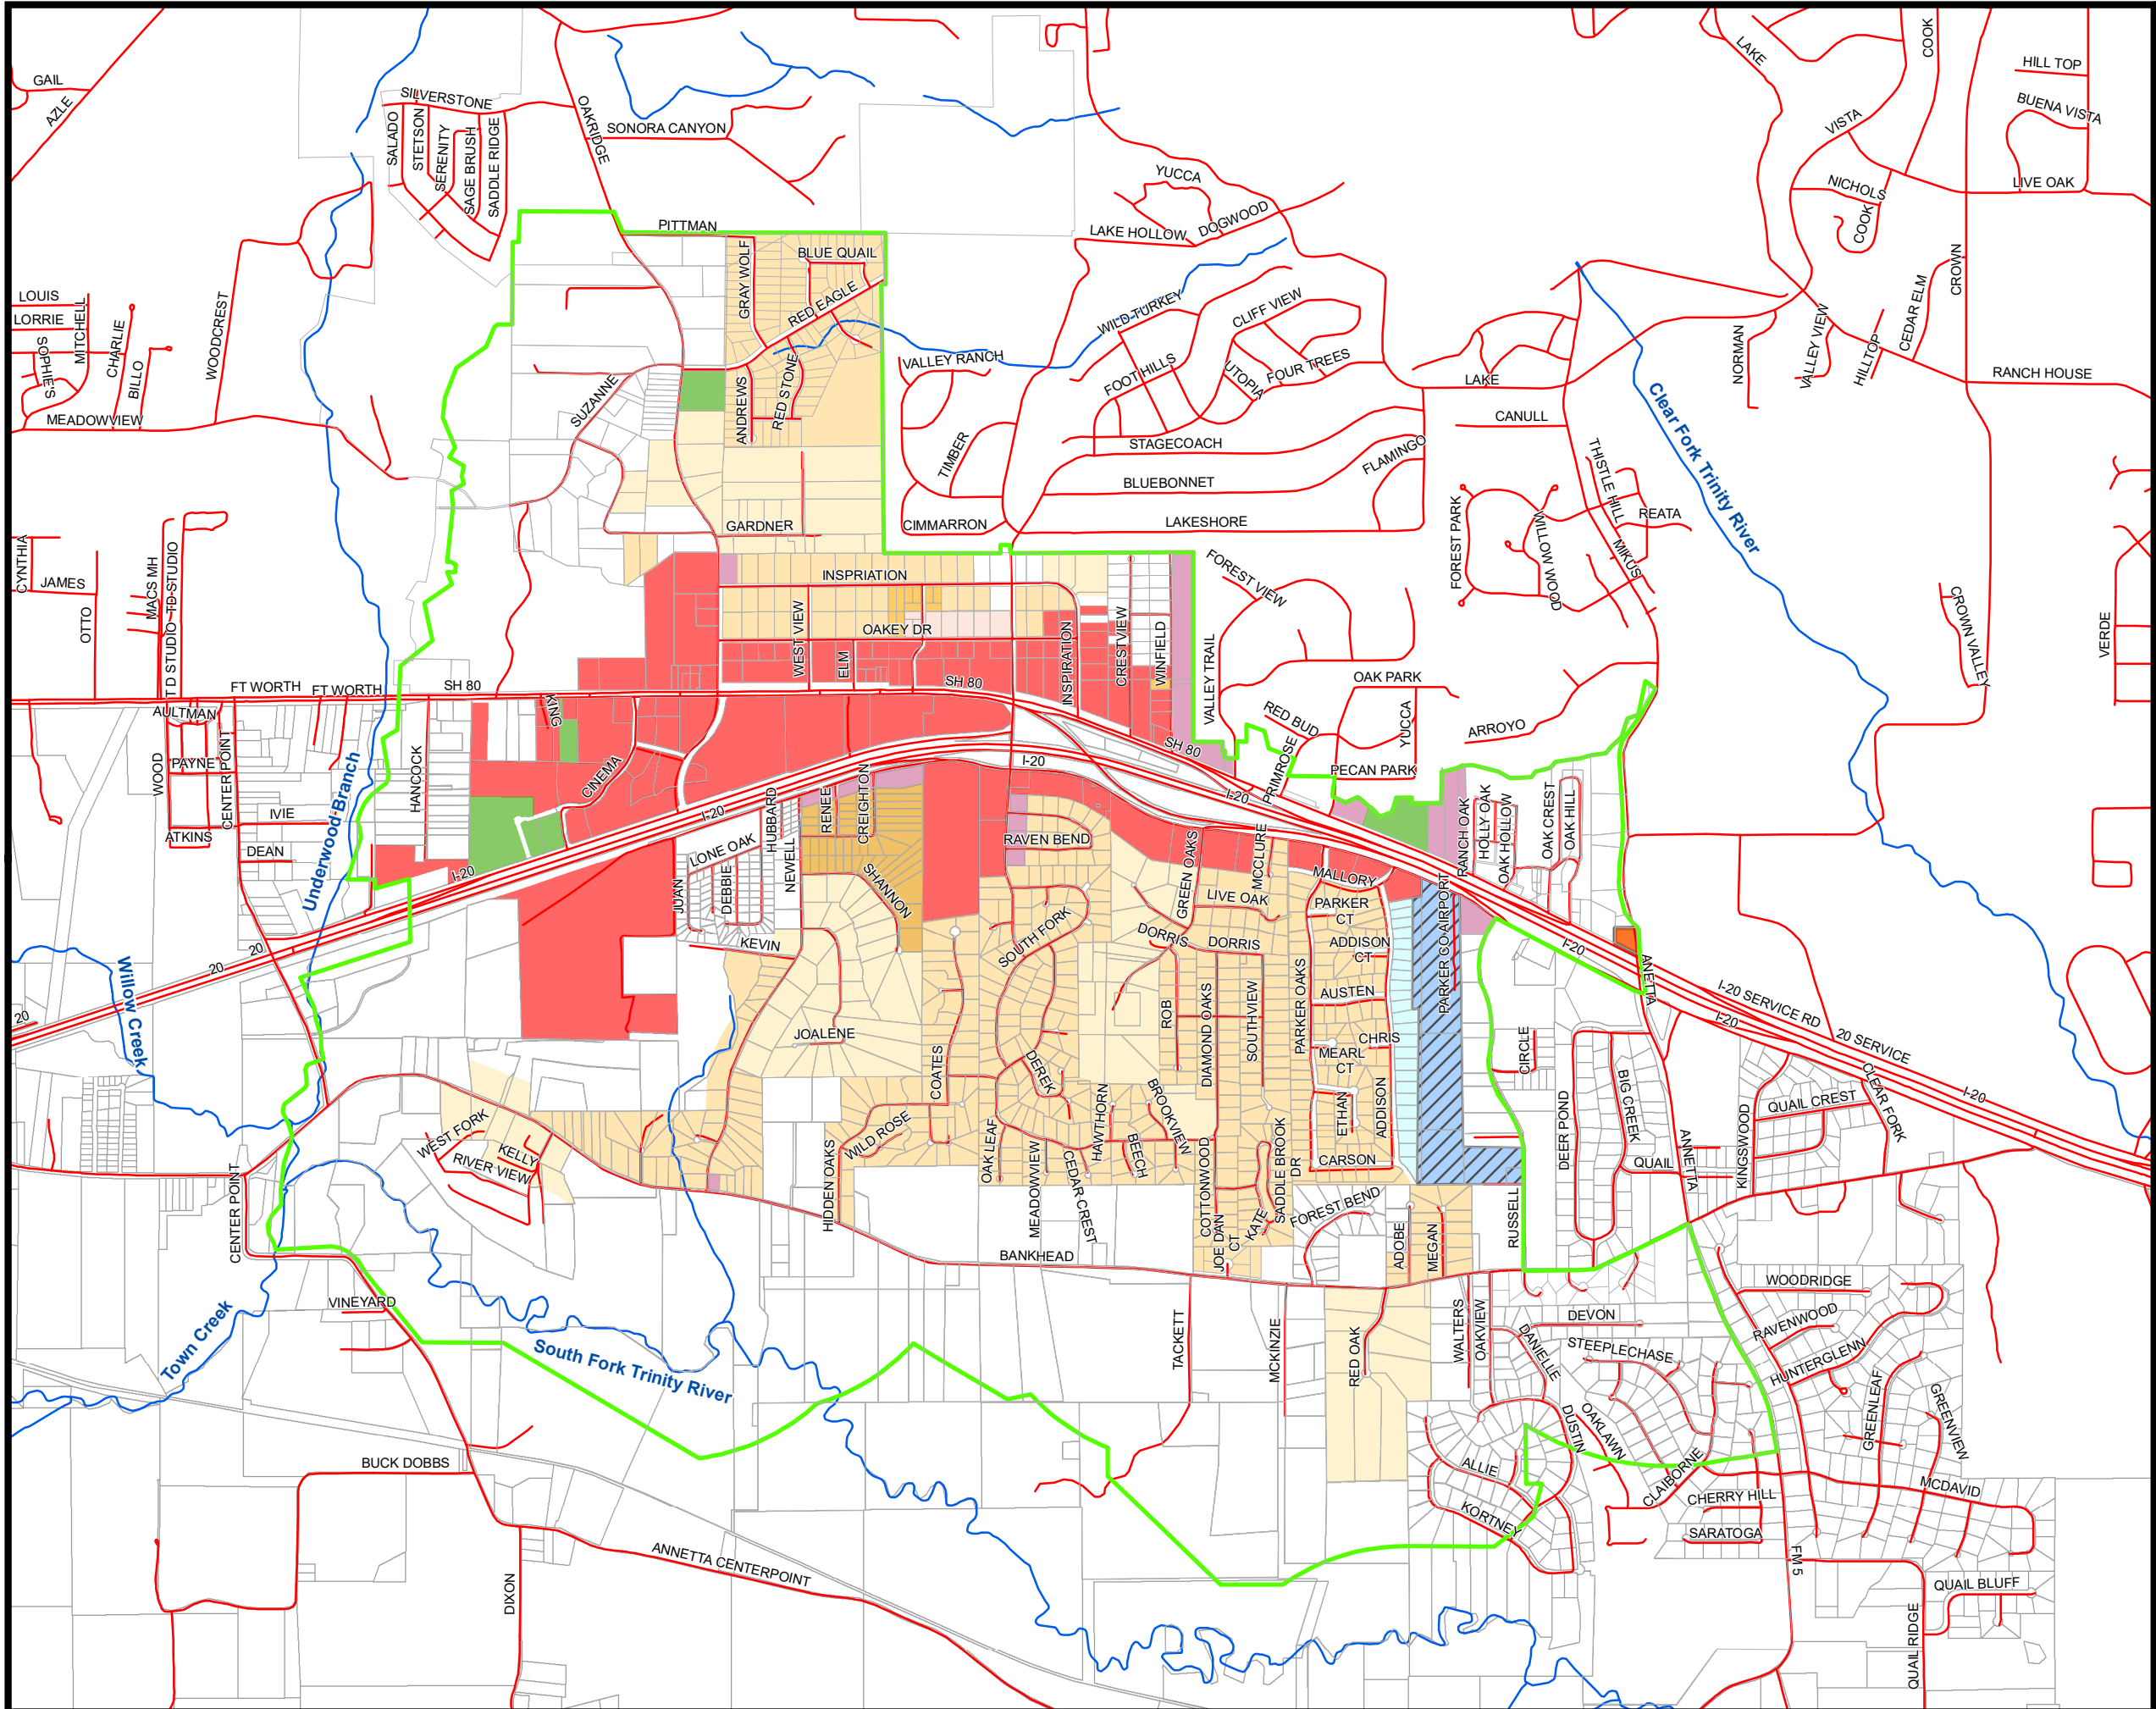 GAIL
AZLE
SILVERSTONE
SALADO
STETSON
SERENITY
SAGE BRUSH
SADDLE RIDGE
OAKRIDGE
SONORA CANYON
LAKE
COOK
HILL TOP
BUENA VISTA
VISTA
NICHOLS
COOK
LIVE OAK
YUCCA
LAKE HOLLOW
DOGWOOD
PITTMAN
GRAY WOLF
BLUE QUAIL
RED EAGLE
CROWN
CEDAR ELM
LOUIS
LORRIE
MITCHELL
SOPHIE'S
CHARLIE
BILLO
WOODCREST
MEADOWVIEW
WILD TURKEY
CLIFF VIEW
VALLEY RANCH
FOOT HILLS
UTOPIA
FOUR TREES
LAKE
NORMAN
VALLEY VIEW
HILLTOP
RANCH HOUSE
SUZANNE
ANDREWS
RED STONE
CANULL
Clear Fork Trinity River
TIMBER
STAGECOACH
FLAMINGO
BLUEBONNET
THISTLE HILL
REATA
FOREST PARK
WILLOW WOOD
MIKUS
GARDNER
CIMMARRON
LAKESHORE
CYNTHIA
JAMES
OTTO
MACS MH
TD STUDIO
T D STUDIO
INSPRIATION
FOREST VIEW
WEST VIEW
OAKEY DR
ELM
INSPIRATION
CRESTVIEW
WINFIELD
VALLEY TRAIL
CROWN VALLEY
VERDE
FT WORTH
FT WORTH
SH 80
SH 80
OAK PARK
AULTMAN
KING
RED BUD
YUCCA
ARROYO
WOOD
PAYNE
CENTER POINT
HANCOCK
CINEMA
SH 80
I-20
PRIMROSE
PECAN PARK
Underwood-Branch
IVIE
ATKINS
DEAN
I-20
I-20
I-20
HUBBARD
RENEE
CREIGHTON
LONE OAK
NEWELL
RAVEN BEND
RANCH OAK
HOLLY OAK
OAK HOLLOW
OAK CREST
OAK HILL
JUAN
DEBBIE
SHANNON
GREEN OAKS
MCCLURE
MALLORY
LIVE OAK
PARKER CT
PARKER CO AIRPORT
KEVIN
SOUTH FORK
DORRIS
DORRIS
ADDISON CT
I-20
ANETTA
20
20
20
Willow Creek
I-20 SERVICE RD
I-20
20 SERVICE
I-20
AUSTEN
ROB
DIAMOND OAKS
SOUTHVIEW
PARKER OAKS
CHRIS
MEARL CT
CIRCLE
JOALENE
COATES
DEREK
HAWTHORN
BROOKVIEW
ETHAN
ADDISON
DEER POND
BIG CREEK
CLEAR FORK
QUAIL CREST
KINGSWOOD
WEST FORK
KELLY
RIVER VIEW
WILD ROSE
HIDDEN OAKS
OAK LEAF
MEADOWVIEW
CEDAR CREST
BEECH
COTTONWOOD
SADDLE BROOK DR
CARSON
QUAIL
ANNETTA
CENTER POINT
FOREST BEND
KATE
JOE DAN CT
ADOBE
MEGAN
RUSSELL
BANKHEAD
WOODRIDGE
VINEYARD
Town Creek
South Fork Trinity River
TACKETT
MCKINZIE
RED OAK
WALTERS
OAKVIEW
DEVON
DANIELLE
STEEPLECHASE
RAVENWOOD
HUNTERGLENN
GREENLEAF
GREENVIEW
DUSTIN
OAKLAWN
CLAIBORNE
ALLIE
KORTNEY
CHERRY HILL
SARATOGA
MCDAVID
BUCK DOBBS
DIXON
ANNETTA CENTERPOINT
FM 5
QUAIL BLUFF
QUAIL RIDGE